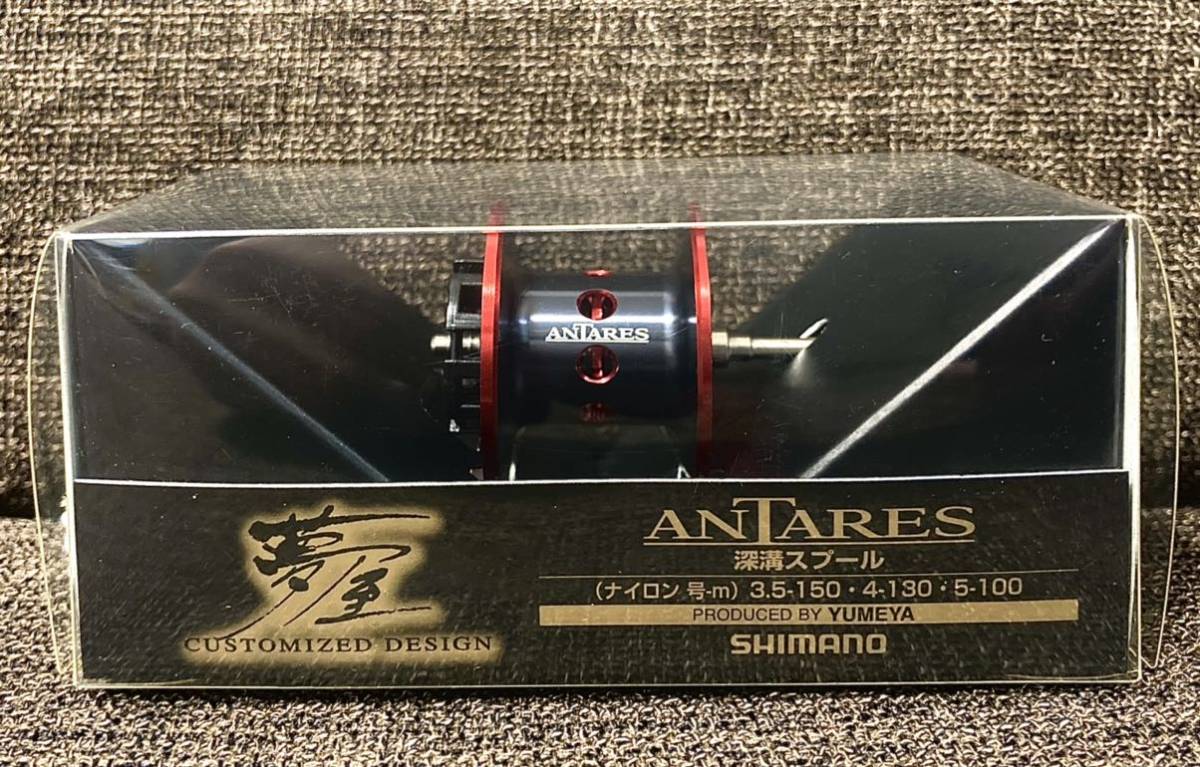 ANTARES
夢屋
CUSTOMIZED DESIGN
ANTARES
深溝スプール
(ナイロン 号-m) 3.5-150・4-130・5-100
PRODUCED BY YUMEYA
SHIMANO